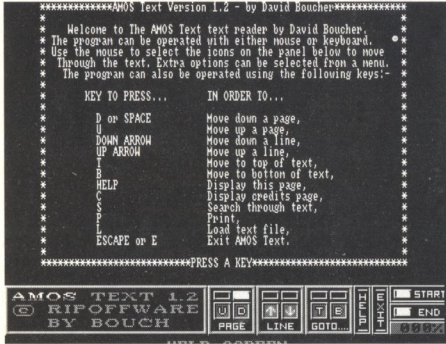 **********AMOS Text Version 1.2 - by David Boucher**********
Welcome to The AMOS Text text reader by David Boucher.
The program can be operated with either mouse or keyboard.
Use the mouse to select the icons on the panel below to move
Through the text. Extra options can be selected from a menu.
The program can also be operated using the following keys:-
KEY TO PRESS... IN ORDER TO...
D or SPACE Move down a page,
U Move up a page,
DOWN ARROW Move down a line,
UP ARROW Move up a line,
T Move to top of text,
B Move to bottom of text,
HELP Display this page,
C Display credits page,
S Search through text,
P Print,
L Load text file,
ESCAPE or E Exit AMOS Text.
**********PRESS A KEY**********
AMOS TEXT 1.2
© RIPOFFWARE
BY BOUCH
U D
PAGE
LINE
T B
GOTO....
HELP
EXIT
START
END
000%
HELP SCREEN